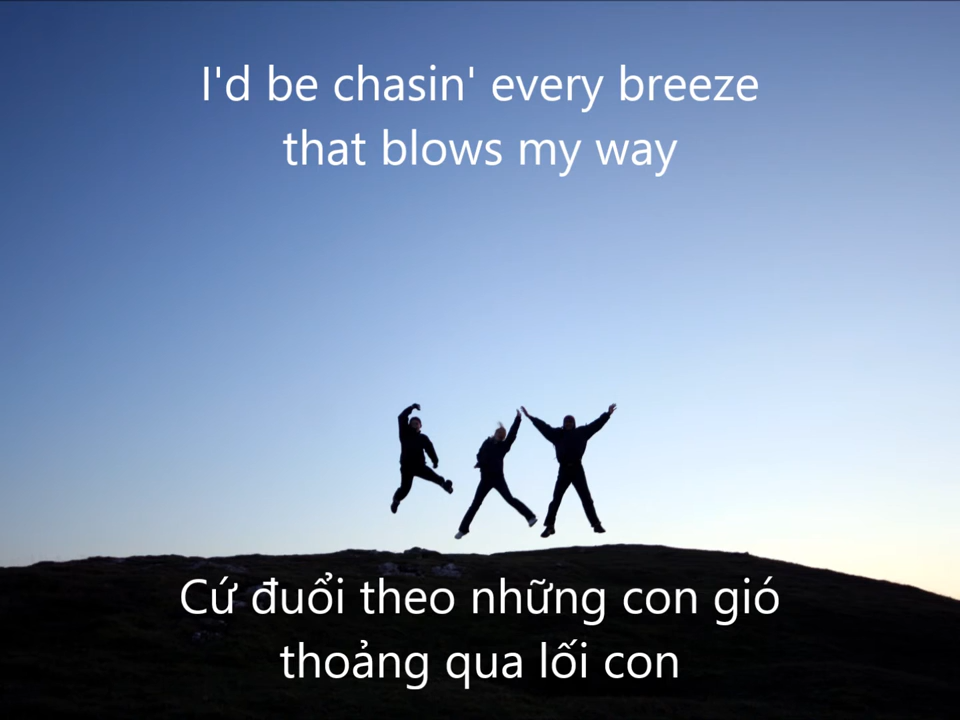 I'd be chasin' every breeze
that blows my way
Cứ đuổi theo những con gió
thoảng qua lối con